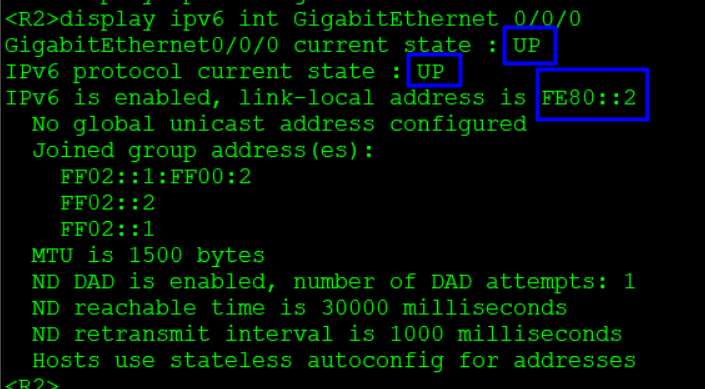 <R2>display ipv6 int GigabitEthernet 0/0/0
GigabitEthernet0/0/0 current state : UP
IPv6 protocol current state : UP
IPv6 is enabled, link-local address is FE80::2
No global unicast address configured
Joined group address(es):
FF02::1:FF00:2
FF02::2
FF02::1
MTU is 1500 bytes
ND DAD is enabled, number of DAD attempts: 1
ND reachable time is 30000 milliseconds
ND retransmit interval is 1000 milliseconds
Hosts use stateless autoconfig for addresses
<R2>